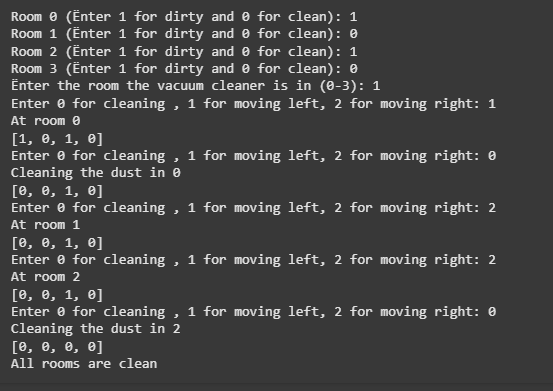 Room 0 (Enter 1 for dirty and 0 for clean): 1
Room 1 (Enter 1 for dirty and 0 for clean): 0
Room 2 (Enter 1 for dirty and 0 for clean): 1
Room 3 (Enter 1 for dirty and 0 for clean): 0
Enter the room the vacuum cleaner is in (0-3): 1
Enter 0 for cleaning , 1 for moving left, 2 for moving right: 1
At room 0
[1, 0, 1, 0]
Enter 0 for cleaning , 1 for moving left, 2 for moving right: 0
Cleaning the dust in 0
[0, 0, 1, 0]
Enter 0 for cleaning , 1 for moving left, 2 for moving right: 2
At room 1
[0, 0, 1, 0]
Enter 0 for cleaning , 1 for moving left, 2 for moving right: 2
At room 2
[0, 0, 1, 0]
Enter 0 for cleaning , 1 for moving left, 2 for moving right: 0
Cleaning the dust in 2
[0, 0, 0, 0]
All rooms are clean